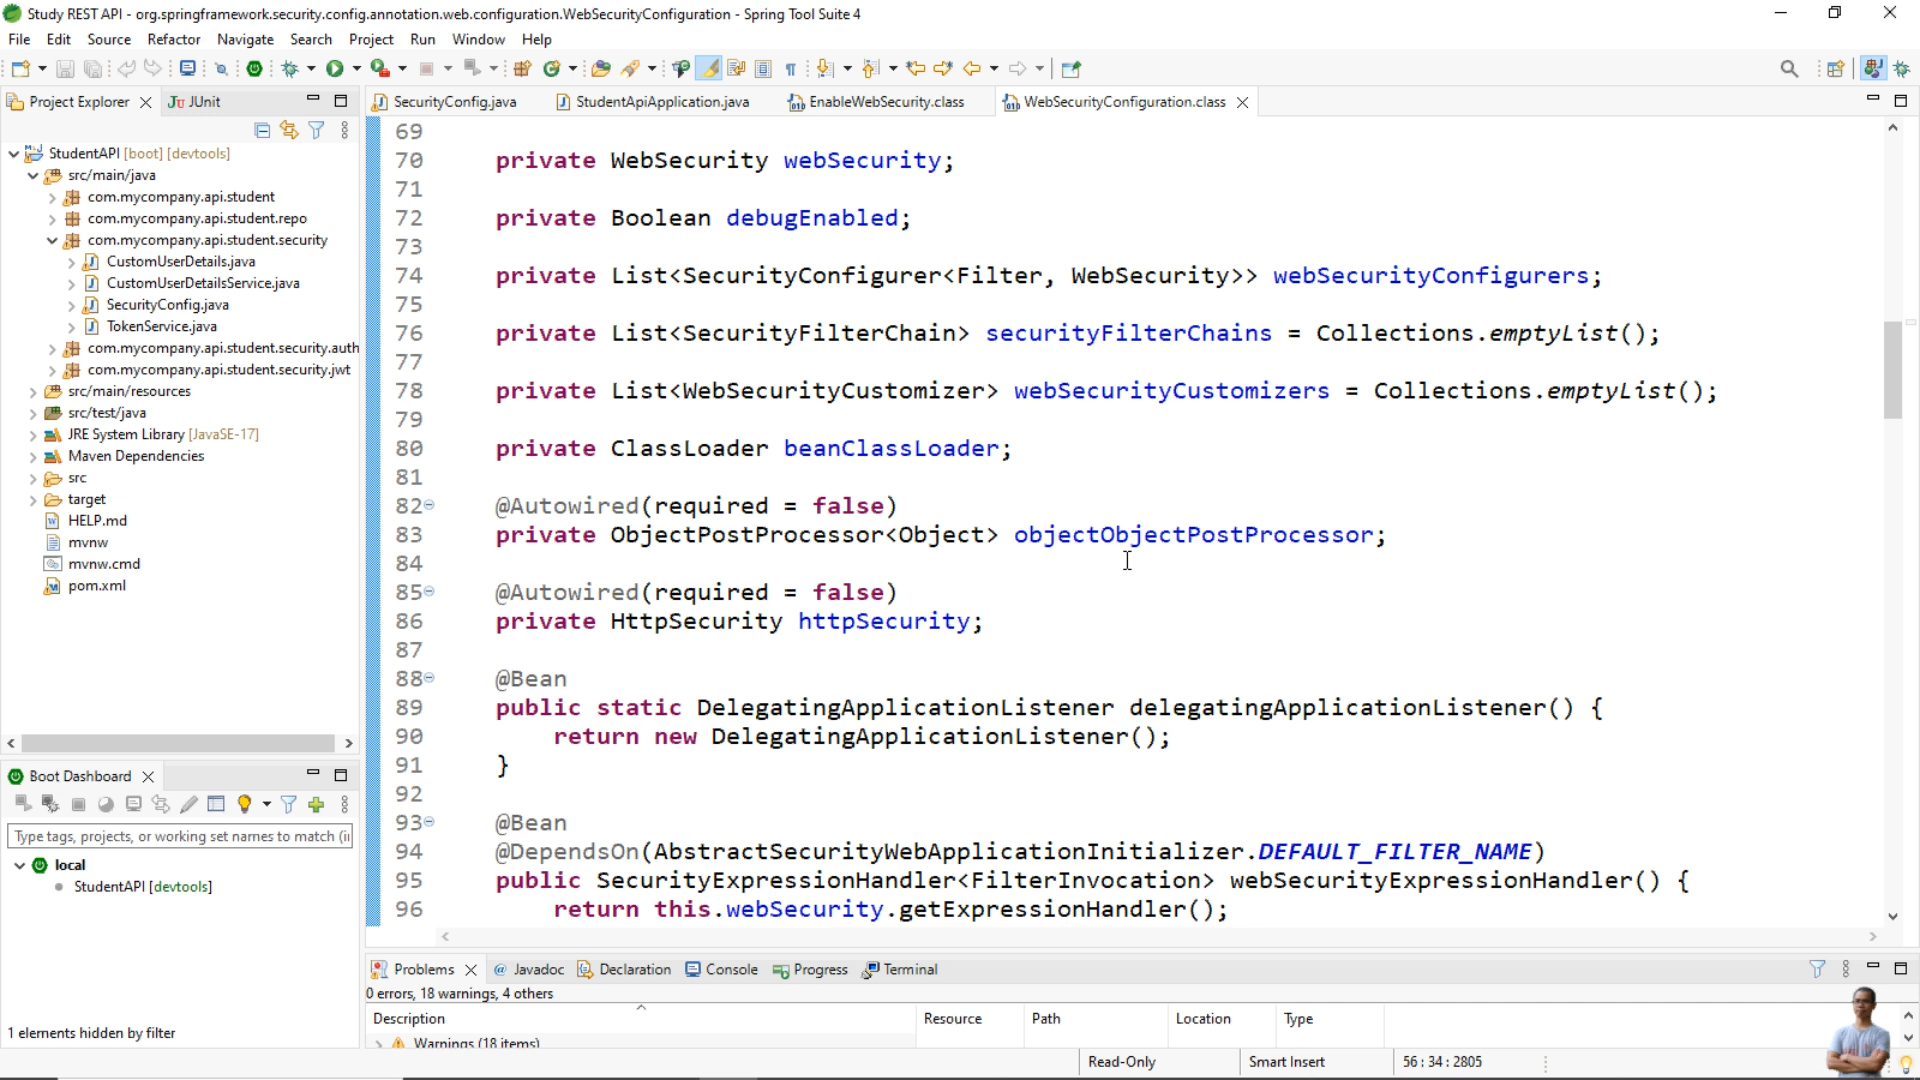 Study REST API - org.springframework.security.config.annotation.web.configuration.WebSecurityConfiguration - Spring Tool Suite 4
File Edit Source Refactor Navigate Search Project Run Window Help
Project Explorer JUnit
SecurityConfig.java StudentApiApplication.java EnableWebSecurity.class WebSecurityConfiguration.class
StudentAPI [boot] [devtools]
src/main/java
com.mycompany.api.student
com.mycompany.api.student.repo
com.mycompany.api.student.security
CustomUserDetails.java
CustomUserDetailsService.java
SecurityConfig.java
TokenService.java
com.mycompany.api.student.security.auth
com.mycompany.api.student.security.jwt
src/main/resources
src/test/java
JRE System Library [JavaSE-17]
Maven Dependencies
src
target
HELP.md
mvnw
mvnw.cmd
pom.xml
69
70 private WebSecurity webSecurity;
71
72 private Boolean debugEnabled;
73
74 private List<SecurityConfigurer<Filter, WebSecurity>> webSecurityConfigurers;
75
76 private List<SecurityFilterChain> securityFilterChains = Collections.emptyList();
77
78 private List<WebSecurityCustomizer> webSecurityCustomizers = Collections.emptyList();
79
80 private ClassLoader beanClassLoader;
81
82 @Autowired(required = false)
83 private ObjectPostProcessor<Object> objectObjectPostProcessor;
84
85 @Autowired(required = false)
86 private HttpSecurity httpSecurity;
87
88 @Bean
89 public static DelegatingApplicationListener delegatingApplicationListener() {
90 return new DelegatingApplicationListener();
91 }
92
93 @Bean
94 @DependsOn(AbstractSecurityWebApplicationInitializer.DEFAULT_FILTER_NAME)
95 public SecurityExpressionHandler<FilterInvocation> webSecurityExpressionHandler() {
96 return this.webSecurity.getExpressionHandler();
Boot Dashboard
Type tags, projects, or working set names to match (i
local
StudentAPI [devtools]
1 elements hidden by filter
Problems Javadoc Declaration Console Progress Terminal
0 errors, 18 warnings, 4 others
Description Resource Path Location Type
Warnings (18 items)
Read-Only Smart Insert 56 : 34 : 2805